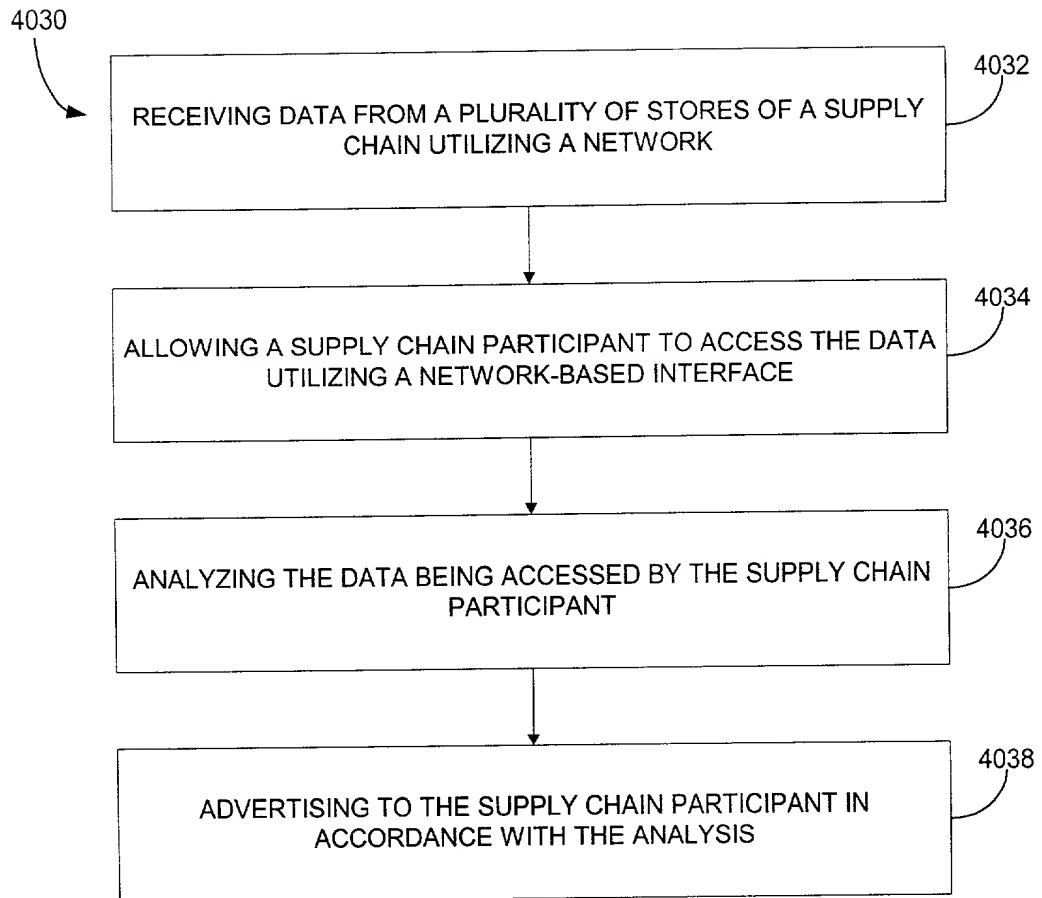 4030
4032
RECEIVING DATA FROM A PLURALITY OF STORES OF A SUPPLY
CHAIN UTILIZING A NETWORK
4034
ALLOWING A SUPPLY CHAIN PARTICIPANT TO ACCESS THE DATA
UTILIZING A NETWORK-BASED INTERFACE
4036
ANALYZING THE DATA BEING ACCESSED BY THE SUPPLY CHAIN
PARTICIPANT
4038
ADVERTISING TO THE SUPPLY CHAIN PARTICIPANT IN
ACCORDANCE WITH THE ANALYSIS